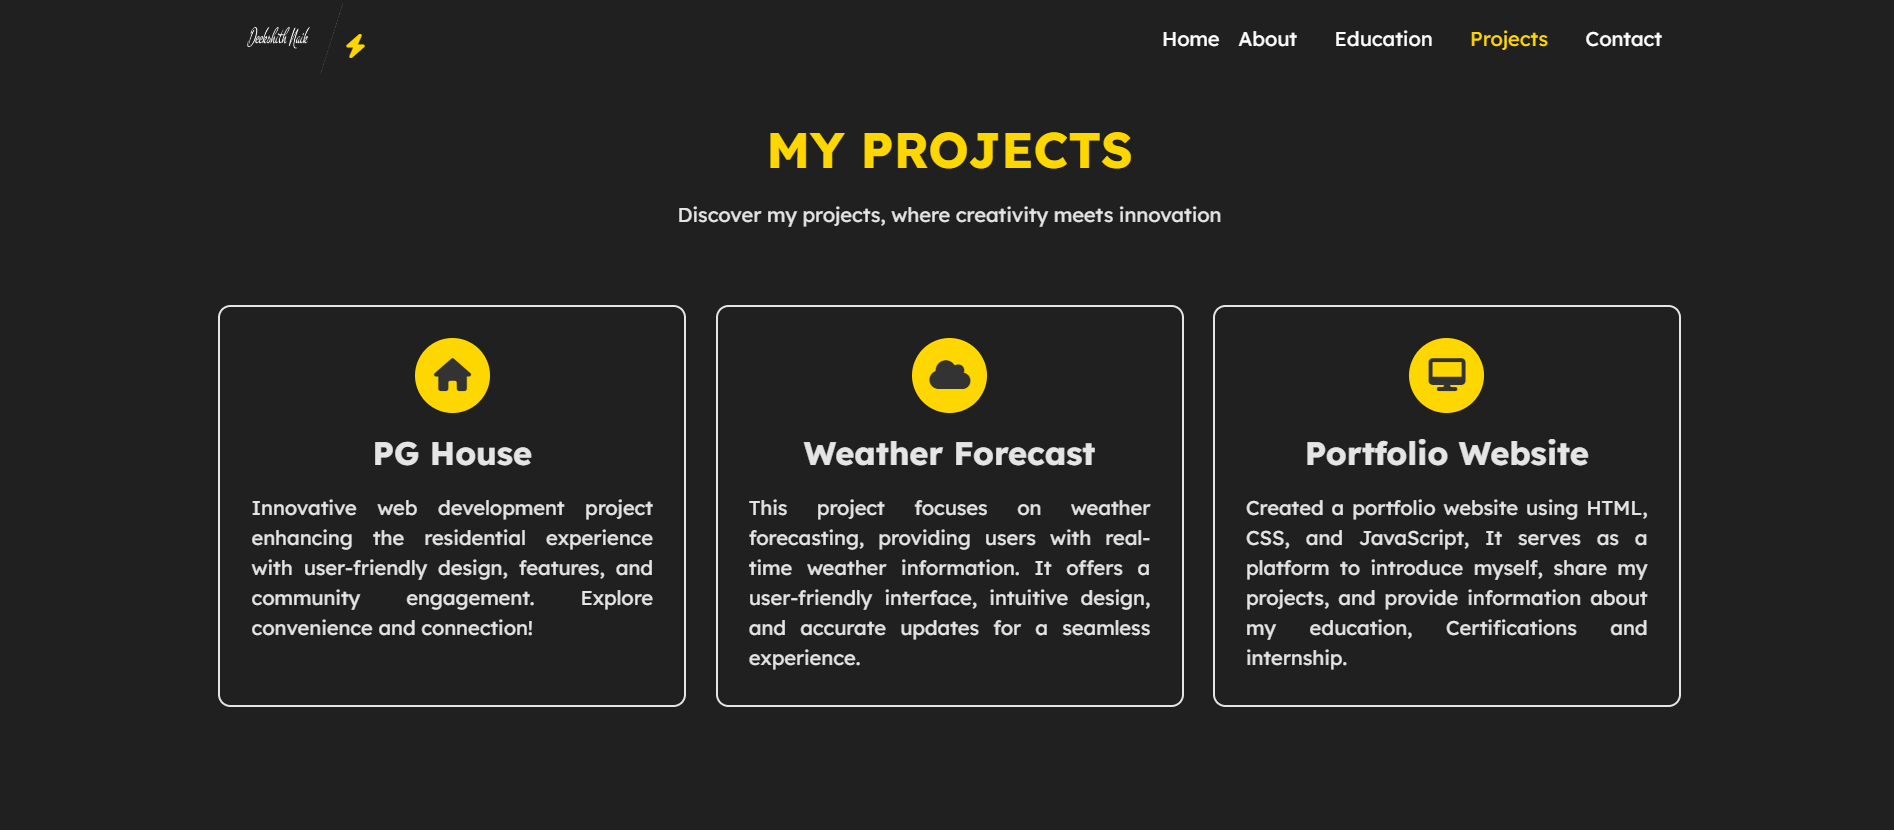 Deekshith Naik
Home About Education Projects Contact
MY PROJECTS
Discover my projects, where creativity meets innovation
PG House
Innovative web development project
enhancing the residential experience
with user-friendly design, features, and
community engagement. Explore
convenience and connection!
Weather Forecast
This project focuses on weather
forecasting, providing users with real-
time weather information. It offers a
user-friendly interface, intuitive design,
and accurate updates for a seamless
experience.
Portfolio Website
Created a portfolio website using HTML,
CSS, and JavaScript, It serves as a
platform to introduce myself, share my
projects, and provide information about
my education, Certifications and
internship.